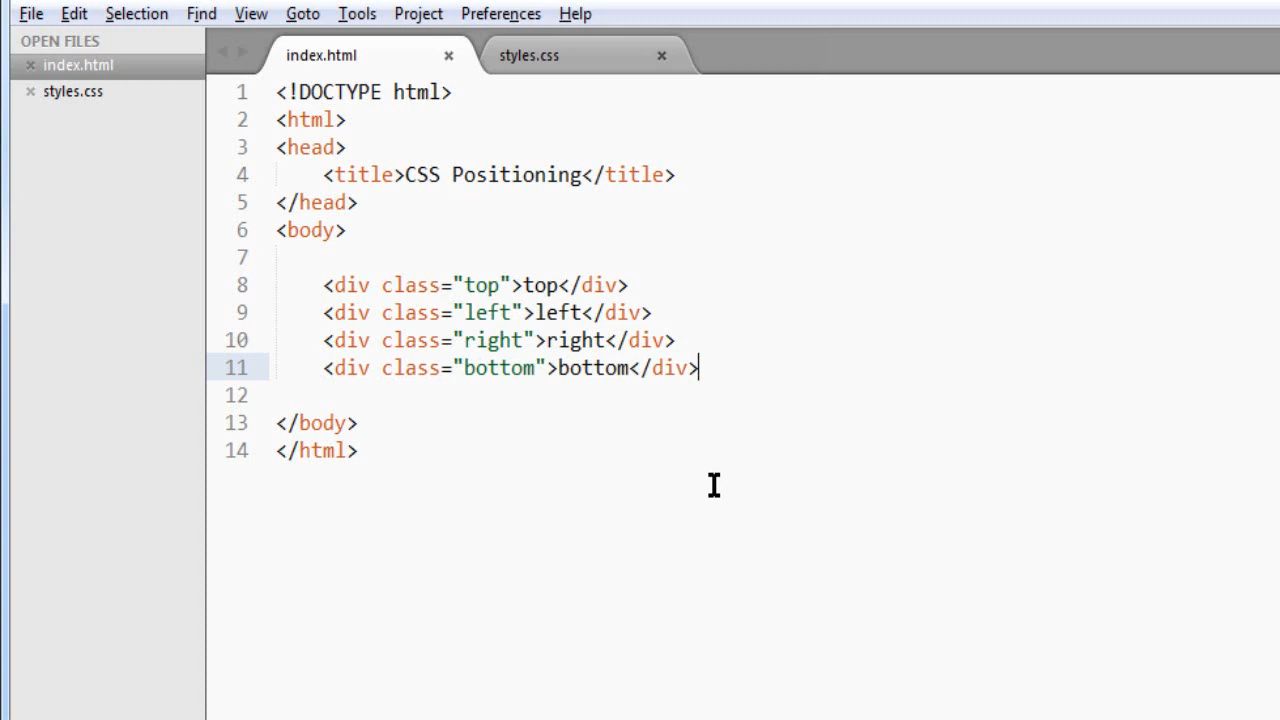 File Edit Selection Find View Goto Tools Project Preferences Help
OPEN FILES
index.html
styles.css
index.html styles.css
1 <!DOCTYPE html>
2 <html>
3 <head>
4 <title>CSS Positioning</title>
5 </head>
6 <body>
7
8 <div class="top">top</div>
9 <div class="left">left</div>
10 <div class="right">right</div>
11 <div class="bottom">bottom</div>
12
13 </body>
14 </html>